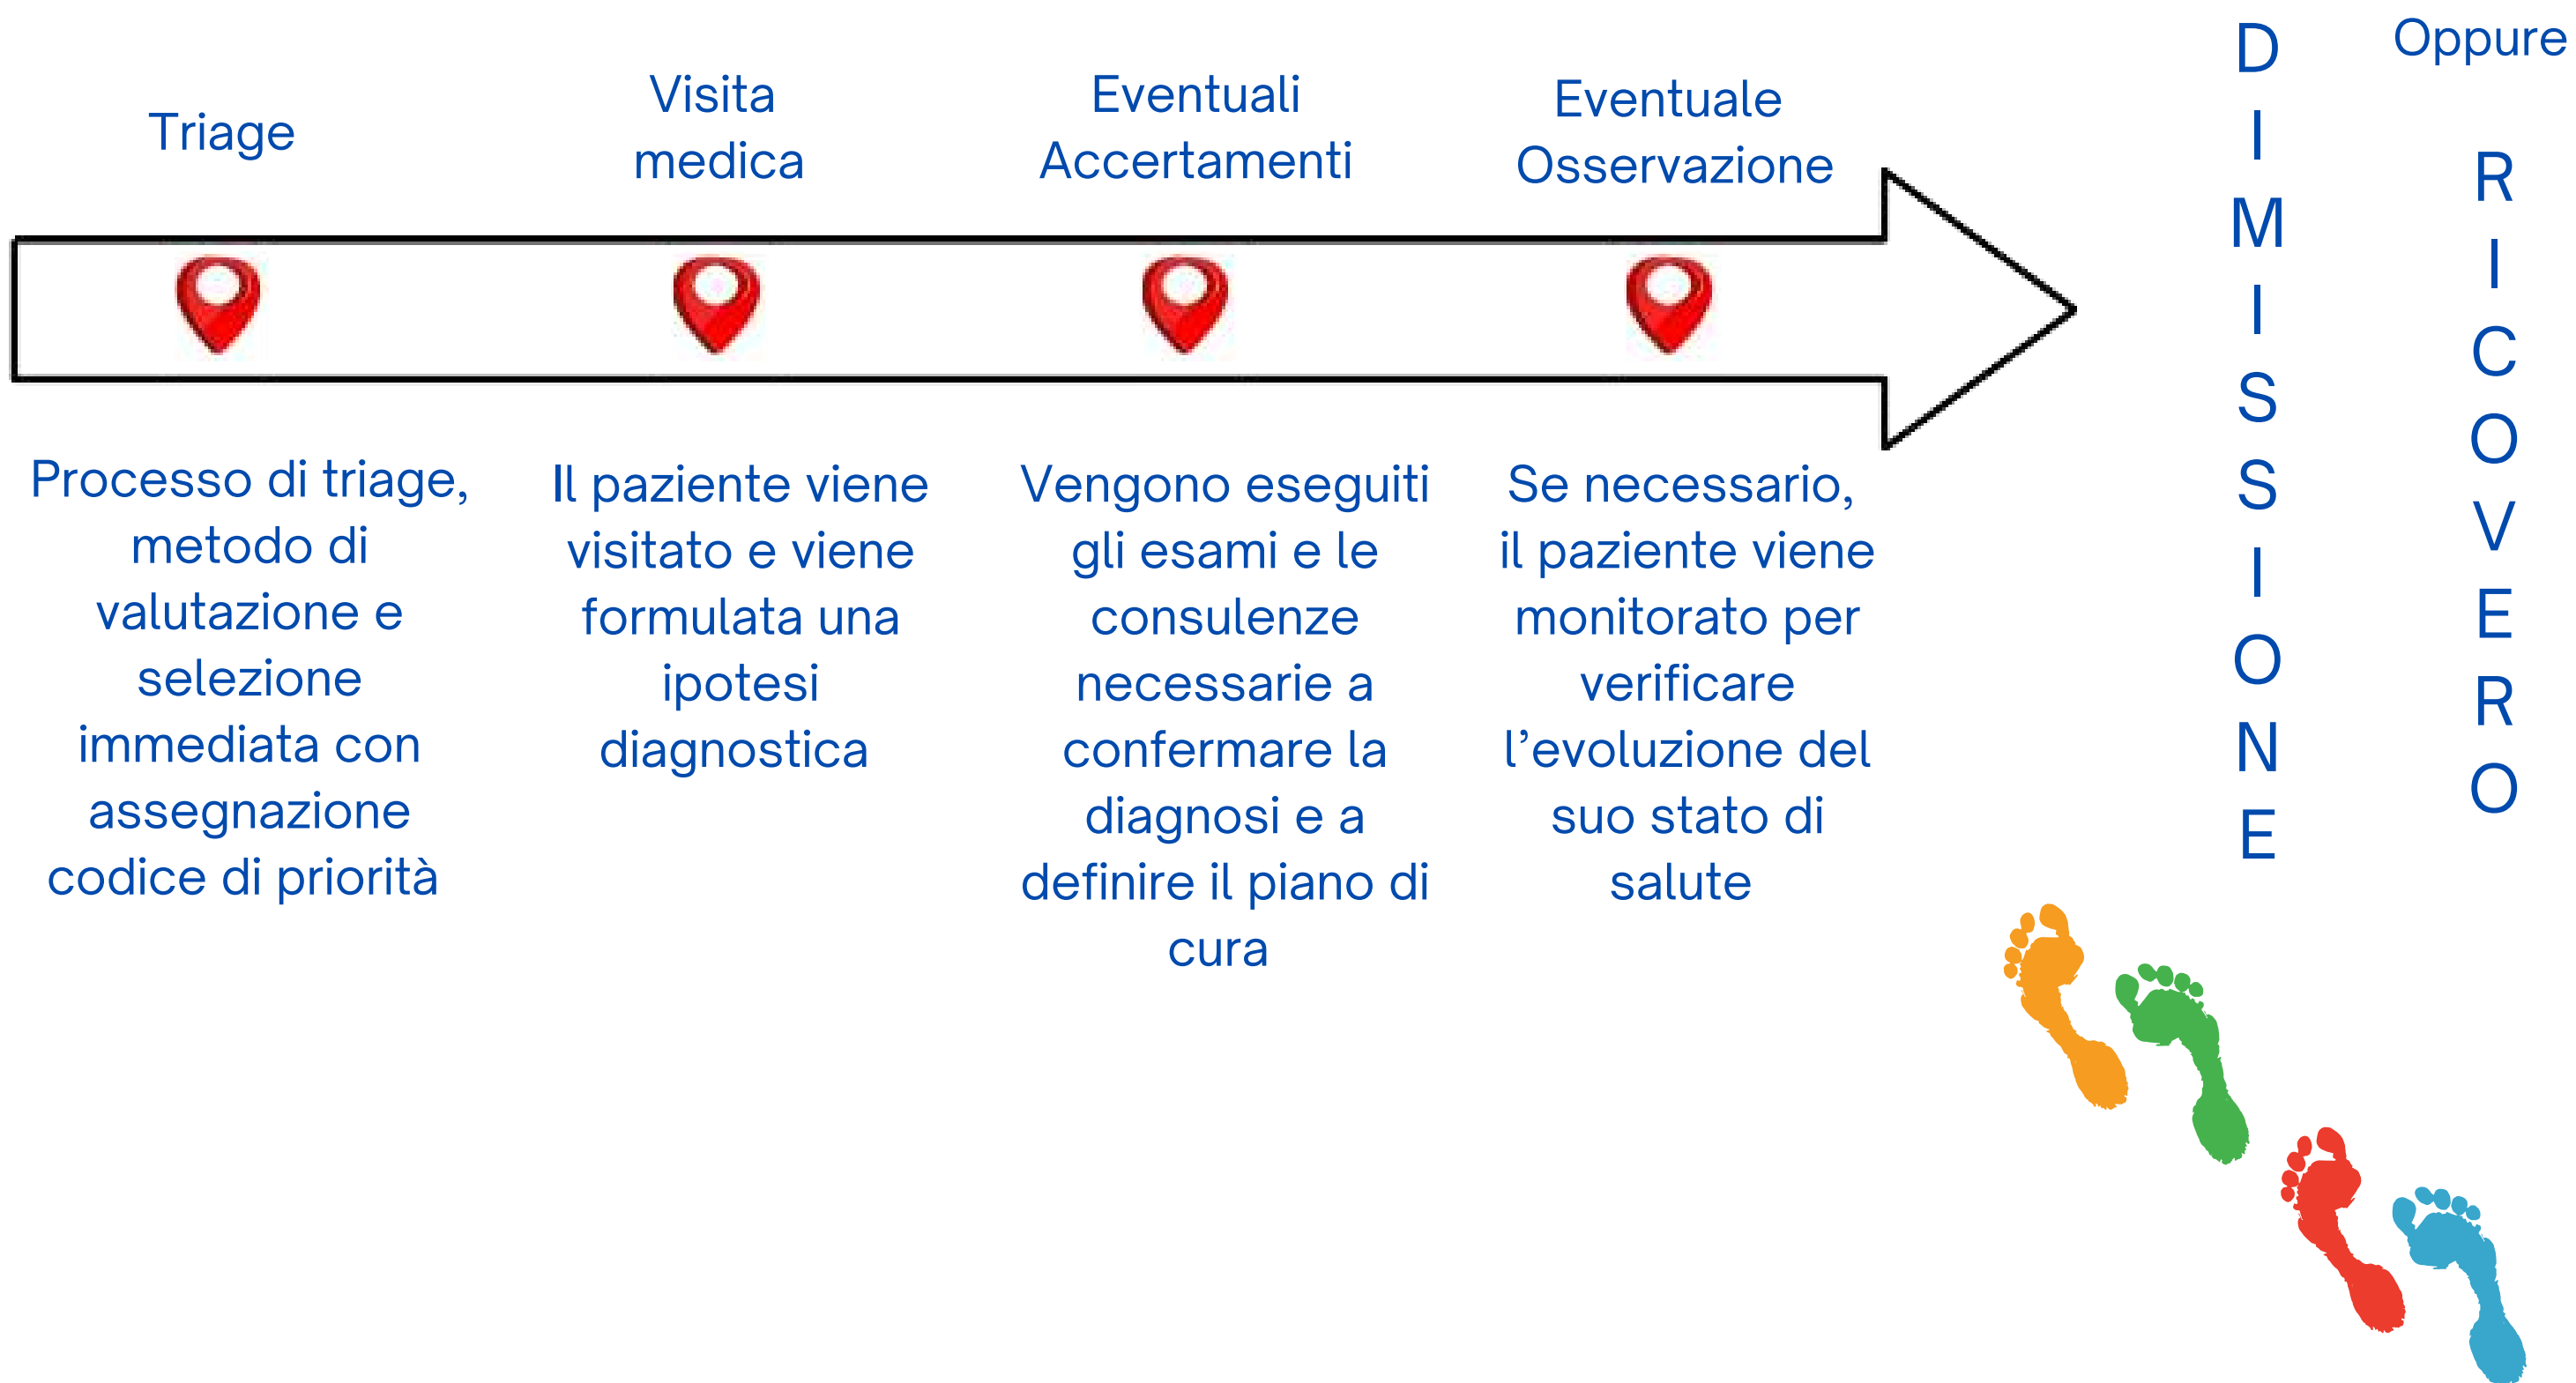 Triage
Visita
medica
Eventuali
Accertamenti
Eventuale
Osservazione
Processo di triage,
metodo di
valutazione e
selezione
immediata con
assegnazione
codice di priorità
Il paziente viene
visitato e viene
formulata una
ipotesi
diagnostica
Vengono eseguiti
gli esami e le
consulenze
necessarie a
confermare la
diagnosi e a
definire il piano di
cura
Se necessario,
il paziente viene
monitorato per
verificare
l’evoluzione del
suo stato di
salute
DIMISSIONE
Oppure
RICOVERO